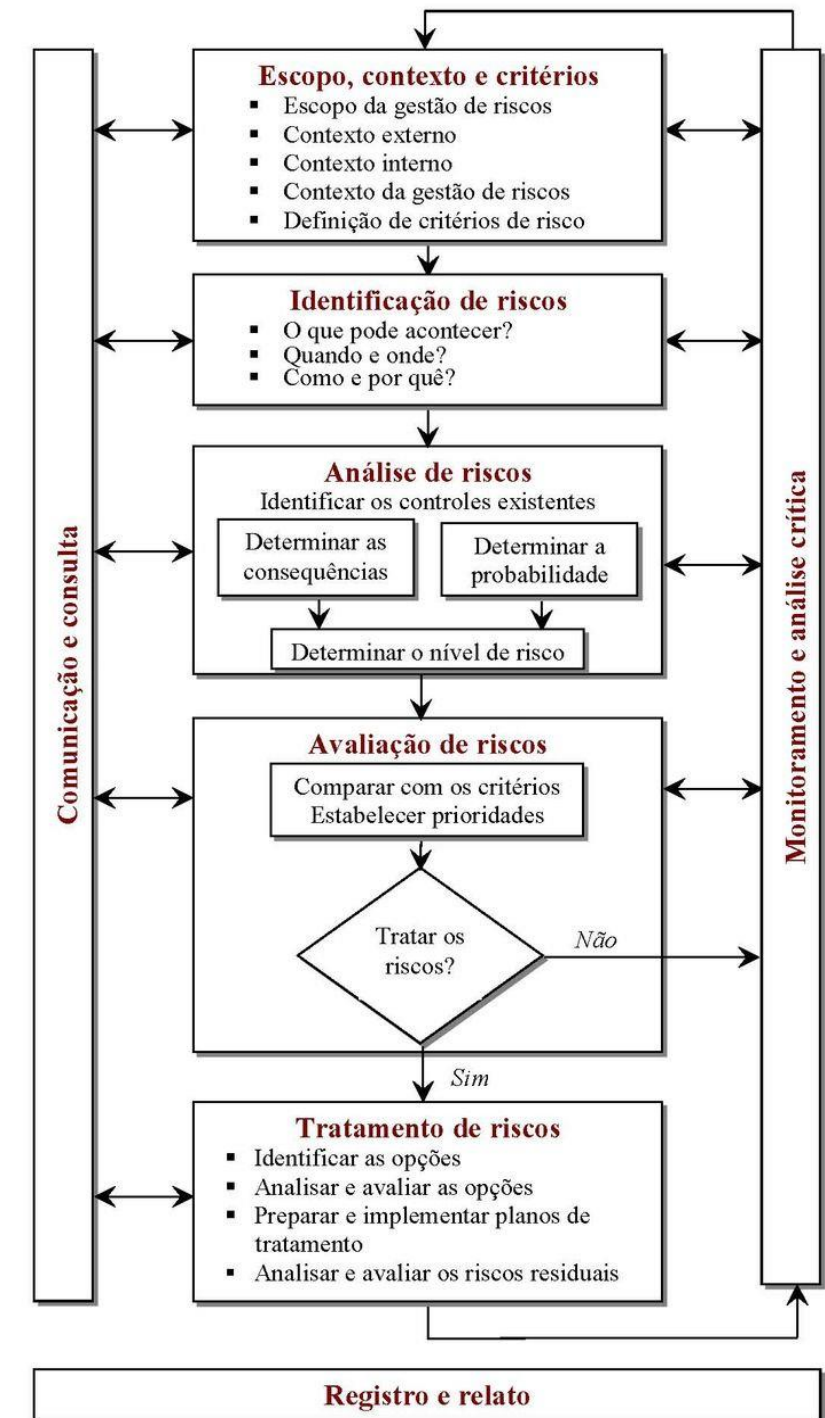 Escopo, contexto e critérios
▪ Escopo da gestão de riscos
▪ Contexto externo
▪ Contexto interno
▪ Contexto da gestão de riscos
▪ Definição de critérios de risco
Identificação de riscos
▪ O que pode acontecer?
▪ Quando e onde?
▪ Como e por quê?
Análise de riscos
Identificar os controles existentes
Determinar as
consequências
Determinar a
probabilidade
Determinar o nível de risco
Avaliação de riscos
Comparar com os critérios
Estabelecer prioridades
Tratar os
riscos?
Não
Sim
Tratamento de riscos
▪ Identificar as opções
▪ Analisar e avaliar as opções
▪ Preparar e implementar planos de
tratamento
▪ Analisar e avaliar os riscos residuais
Comunicação e consulta
Monitoramento e análise crítica
Registro e relato